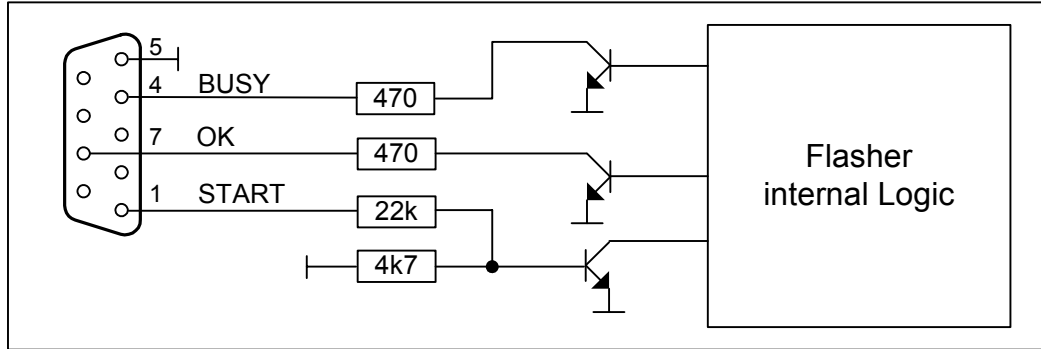 5
4 BUSY 470
7 OK 470
1 START 22k
4k7
Flasher
internal Logic